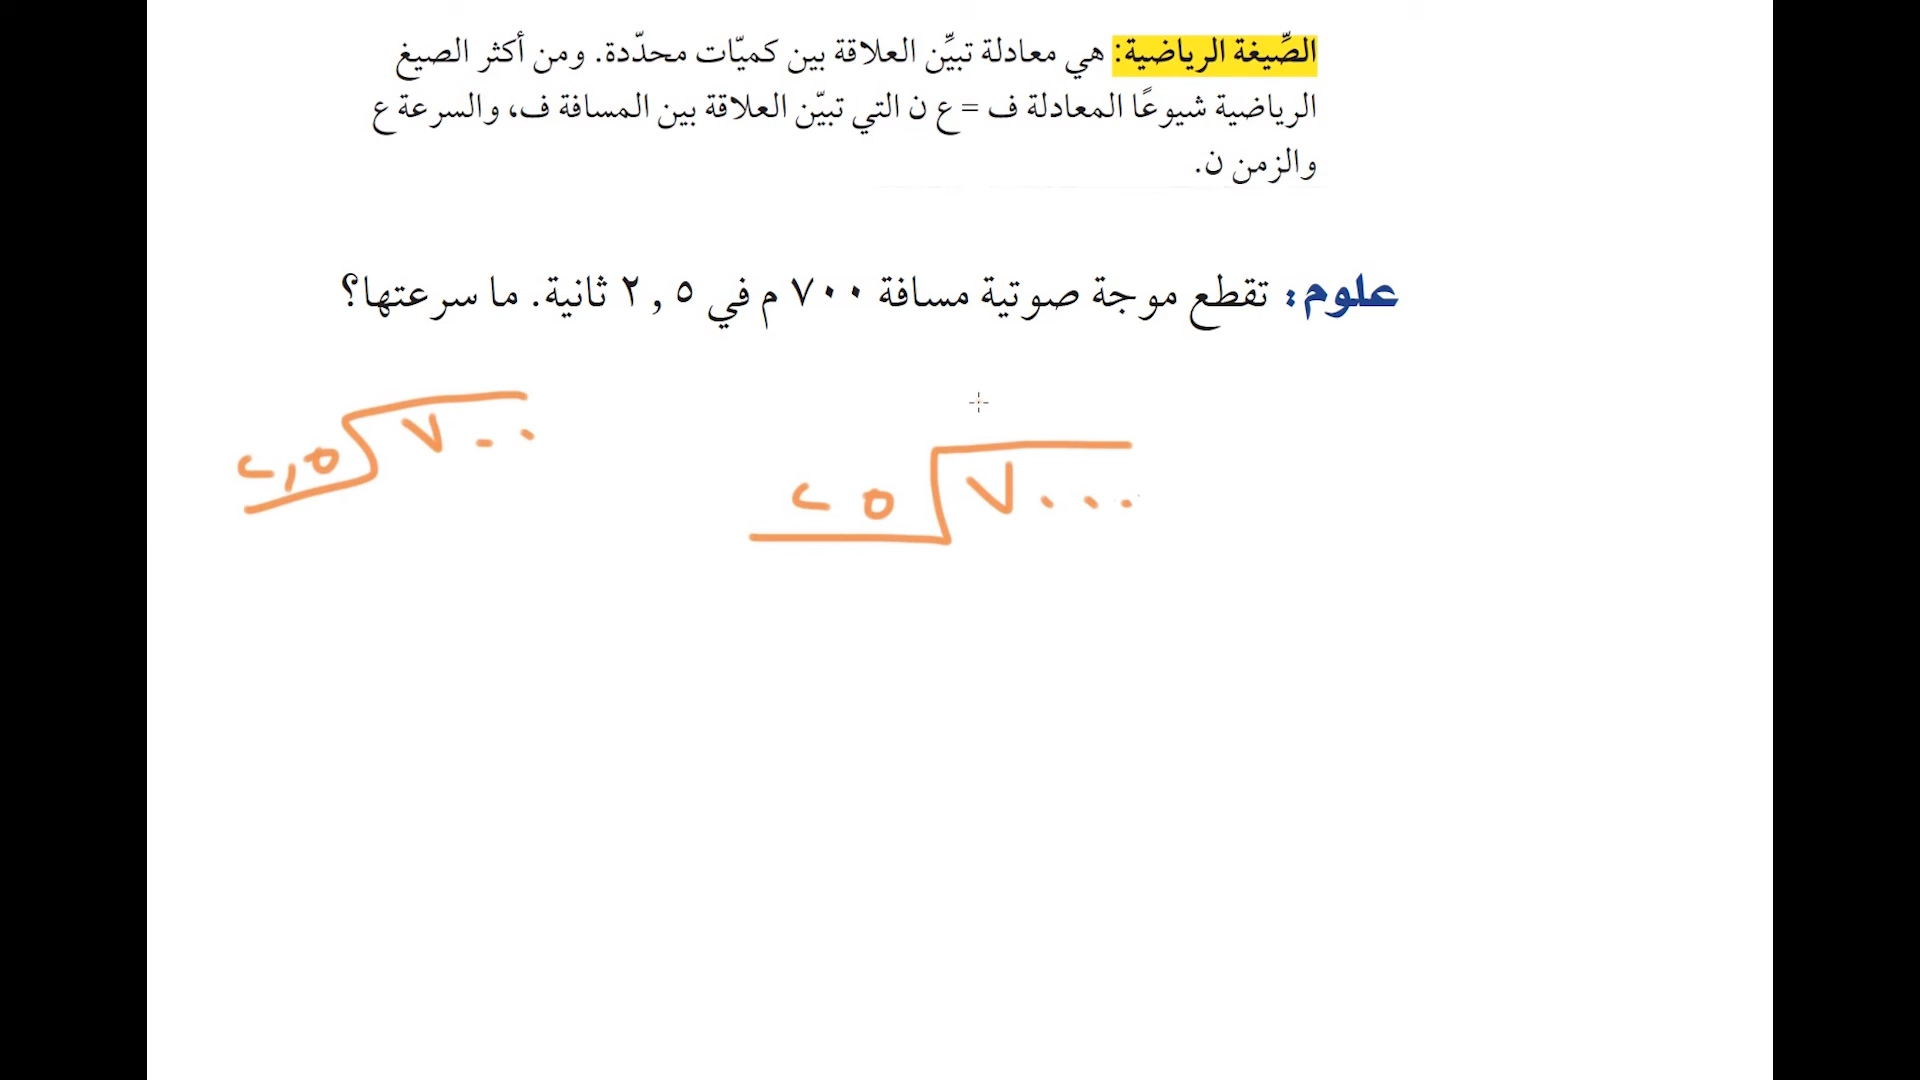 الصِّيغة الرياضية: هي معادلة تبيِّن العلاقة بين كميّات محدّدة. ومن أكثر الصيغ
الرياضية شيوعًا المعادلة ف = ع ن التي تبيّن العلاقة بين المسافة ف، والسرعة ع
والزمن ن.
علوم: تقطع موجة صوتية مسافة ٧٠٠ م في ٢,٥ ثانية. ما سرعتها؟
٢,٥ ٧٠٠
٢٥ ٧٠٠٠